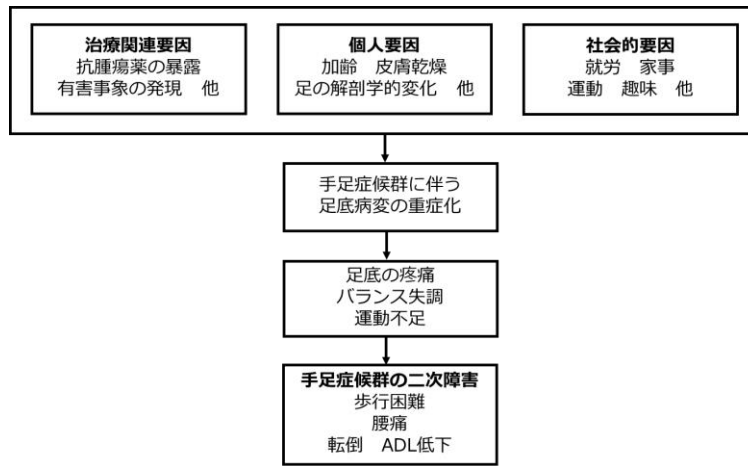 治療関連要因
抗腫瘍薬の暴露
有害事象の発現　他
個人要因
加齢　皮膚乾燥
足の解剖学的変化　他
社会的要因
就労　家事
運動　趣味　他
手足症候群に伴う
足底病変の重症化
足底の疼痛
バランス失調
運動不足
手足症候群の二次障害
歩行困難
腰痛
転倒　ADL低下